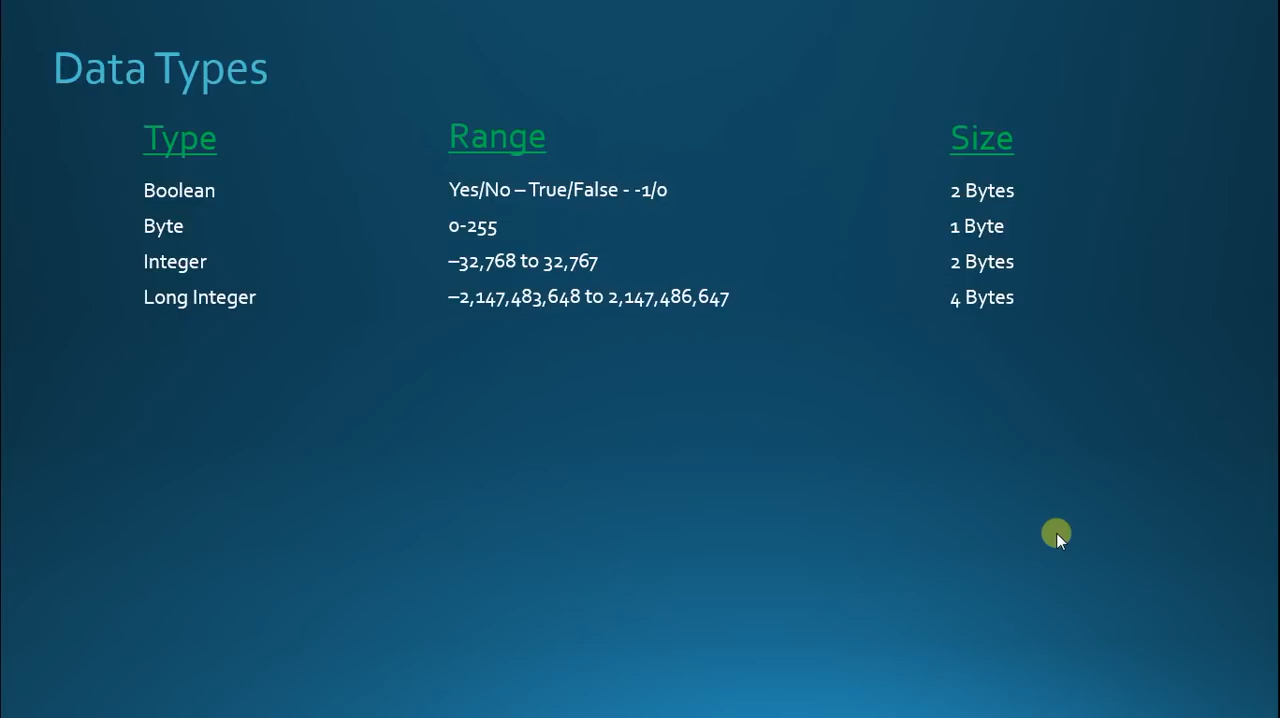 Data Types
Type Range Size
Boolean Yes/No – True/False - -1/0 2 Bytes
Byte 0-255 1 Byte
Integer –32,768 to 32,767 2 Bytes
Long Integer –2,147,483,648 to 2,147,486,647 4 Bytes